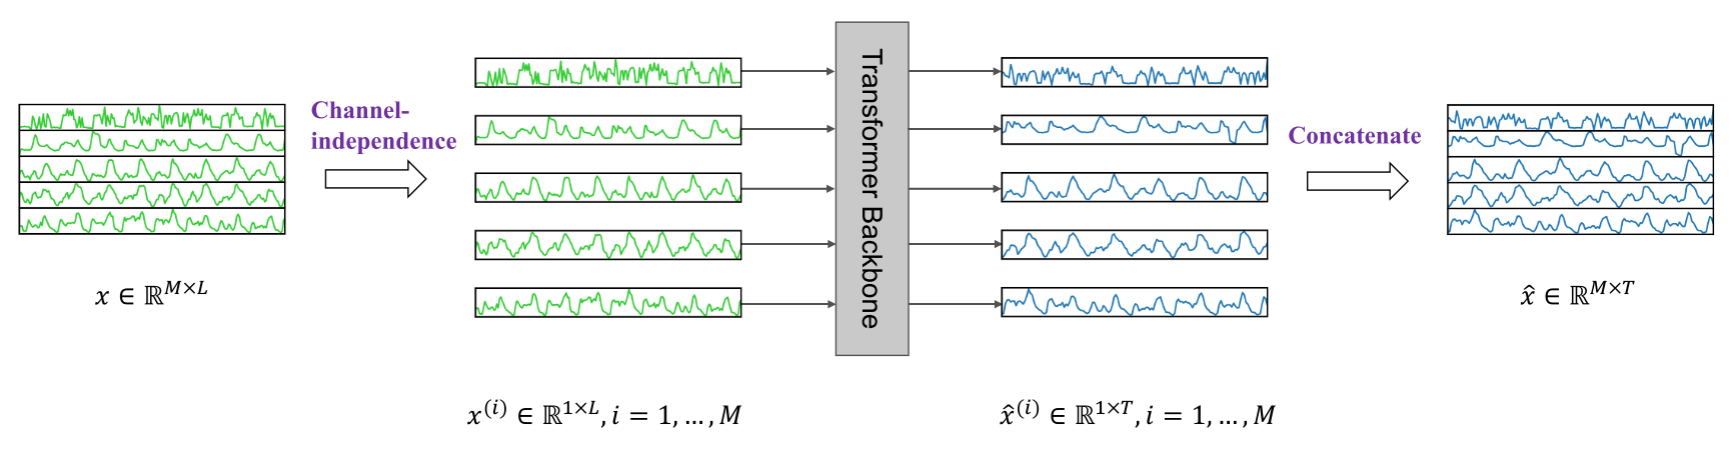 Channel-
independence
Transformer Backbone
Concatenate
x ∈ ℝ^{M×L}
x̂ ∈ ℝ^{M×T}
x^{(i)} ∈ ℝ^{1×L}, i = 1, … , M
x̂^{(i)} ∈ ℝ^{1×T}, i = 1, … , M